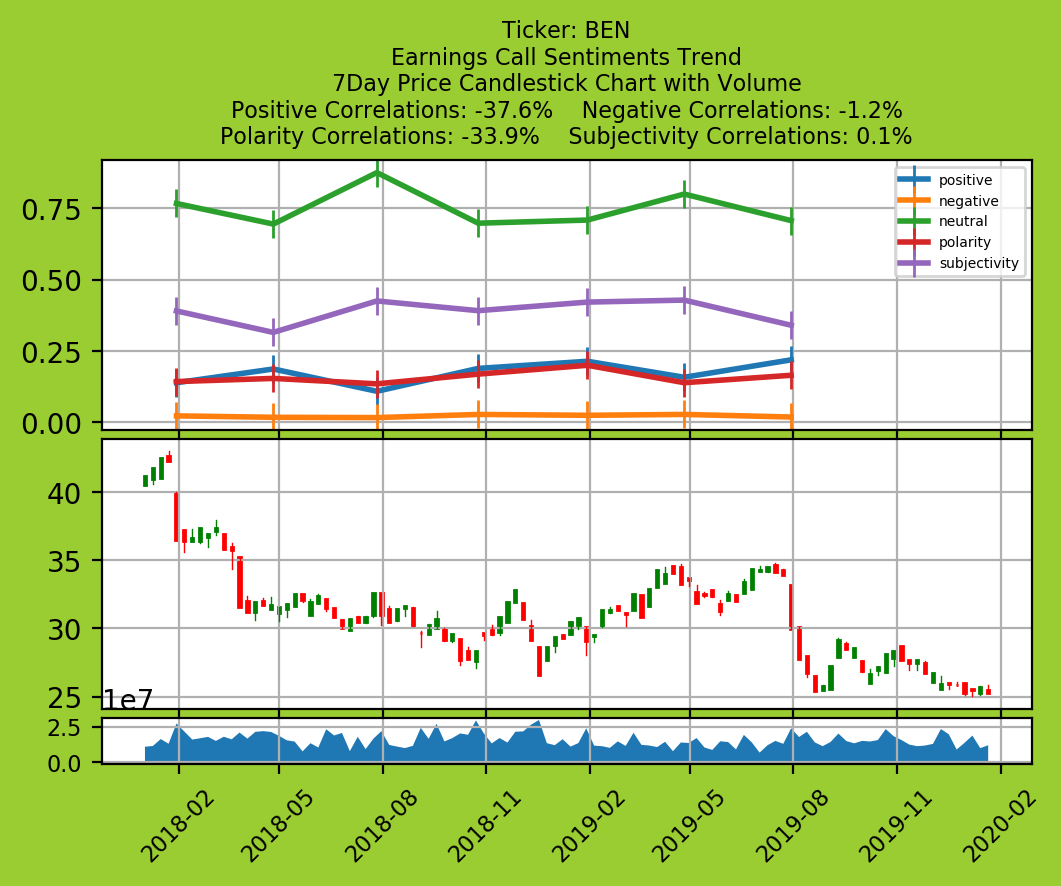 Ticker: BEN
Earnings Call Sentiments Trend
7Day Price Candlestick Chart with Volume
Positive Correlations: -37.6%    Negative Correlations: -1.2%
Polarity Correlations: -33.9%    Subjectivity Correlations: 0.1%
positive
negative
neutral
polarity
subjectivity
0.75
0.50
0.25
0.00
40
35
30
25
1e7
2.5
0.0
2018-02
2018-05
2018-08
2018-11
2019-02
2019-05
2019-08
2019-11
2020-02